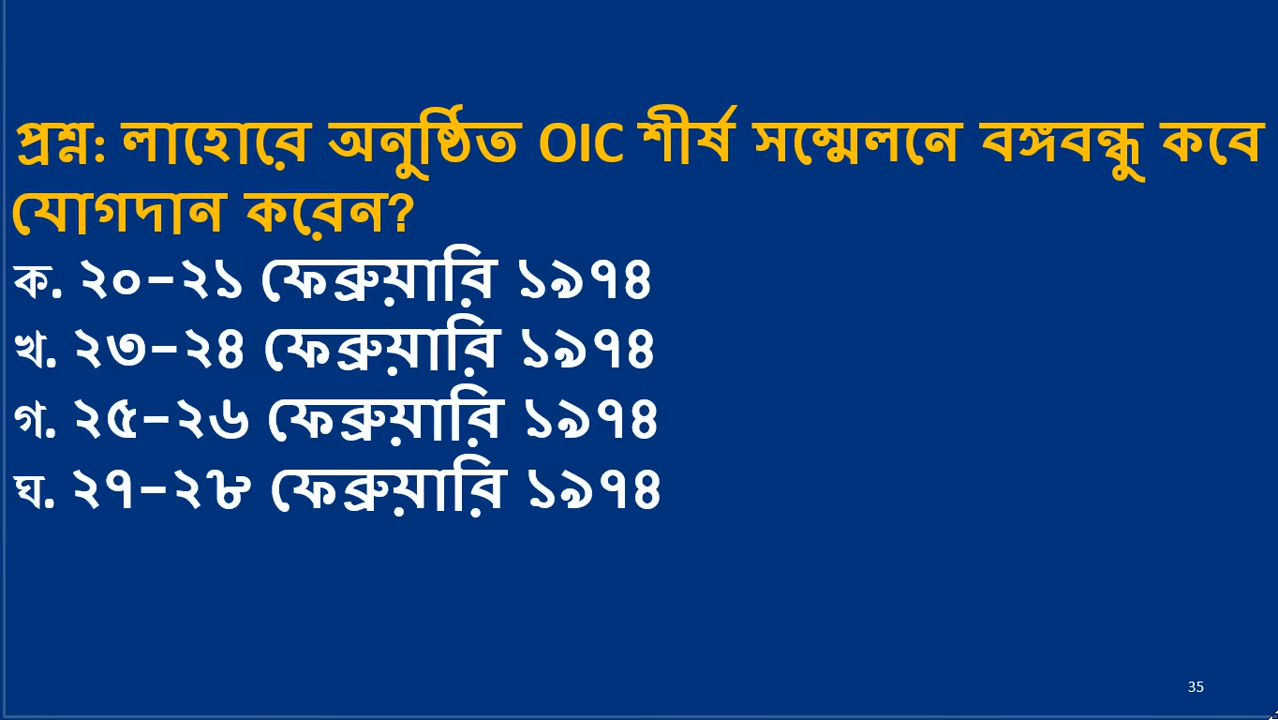 প্রশ্ন: লাহোরে অনুষ্ঠিত OIC শীর্ষ সম্মেলনে বঙ্গবন্ধু কবে
যোগদান করেন?
ক. ২০-২১ ফেব্রুয়ারি ১৯৭৪
খ. ২৩-২৪ ফেব্রুয়ারি ১৯৭৪
গ. ২৫-২৬ ফেব্রুয়ারি ১৯৭৪
ঘ. ২৭-২৮ ফেব্রুয়ারি ১৯৭৪
35